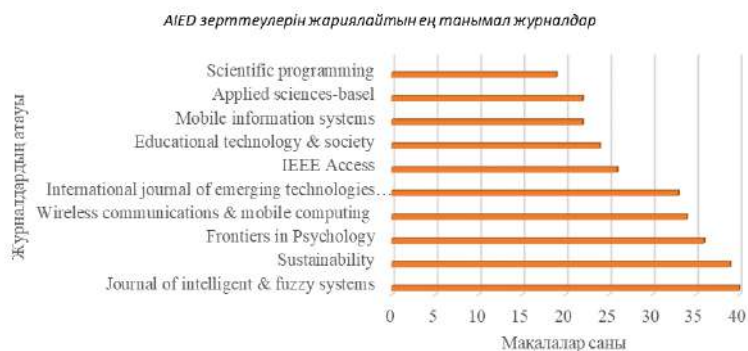 AIED зерттеулерін жариялайтын ең танымал журналдар
Scientific programming
Applied sciences-basel
Mobile information systems
Educational technology & society
IEEE Access
International journal of emerging technologies…
Wireless communications & mobile computing
Frontiers in Psychology
Sustainability
Journal of intelligent & fuzzy systems
Журналдардың атауы
0 5 10 15 20 25 30 35 40
Мақалалар саны